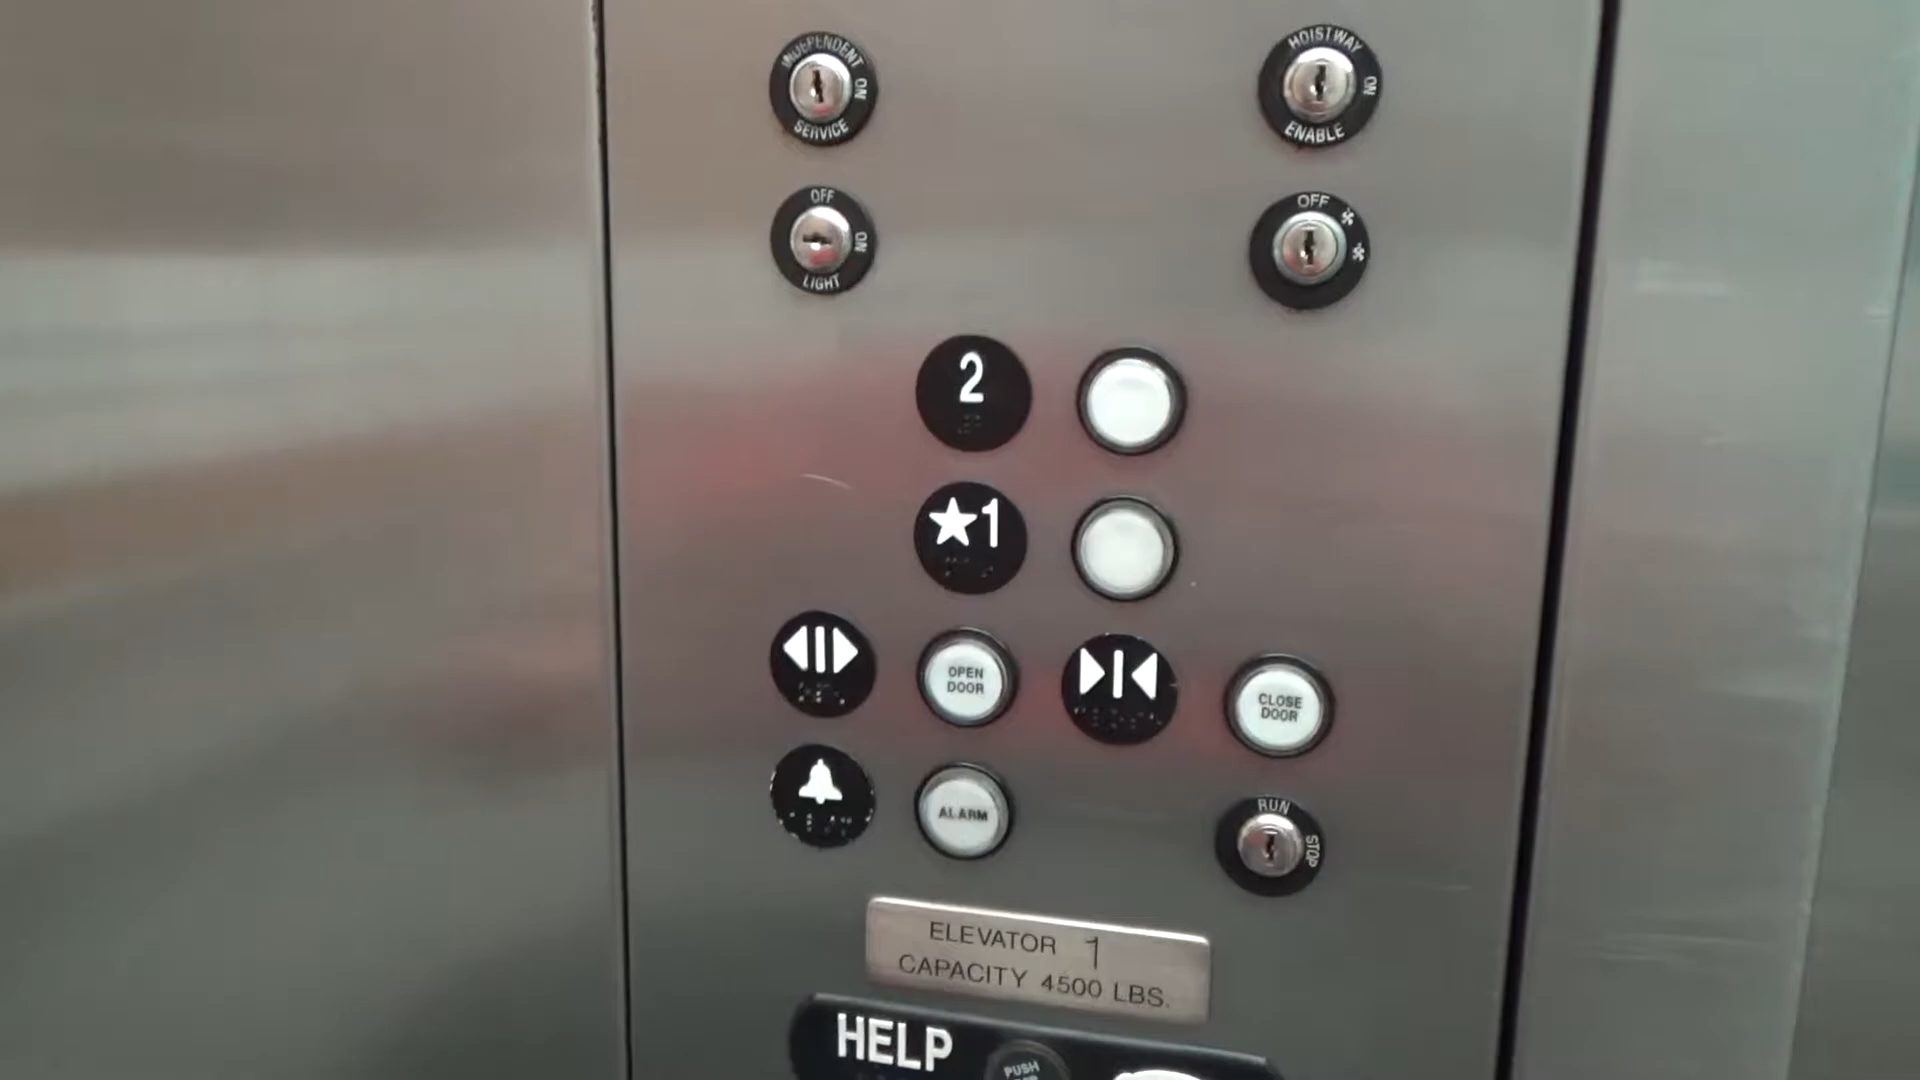 INDEPENDENT
ON
SERVICE
HOISTWAY
ON
ENABLE
OFF
ON
LIGHT
OFF
2
★1
OPEN
DOOR
CLOSE
DOOR
ALARM
RUN
STOP
ELEVATOR 1
CAPACITY 4500 LBS.
HELP
PUSH